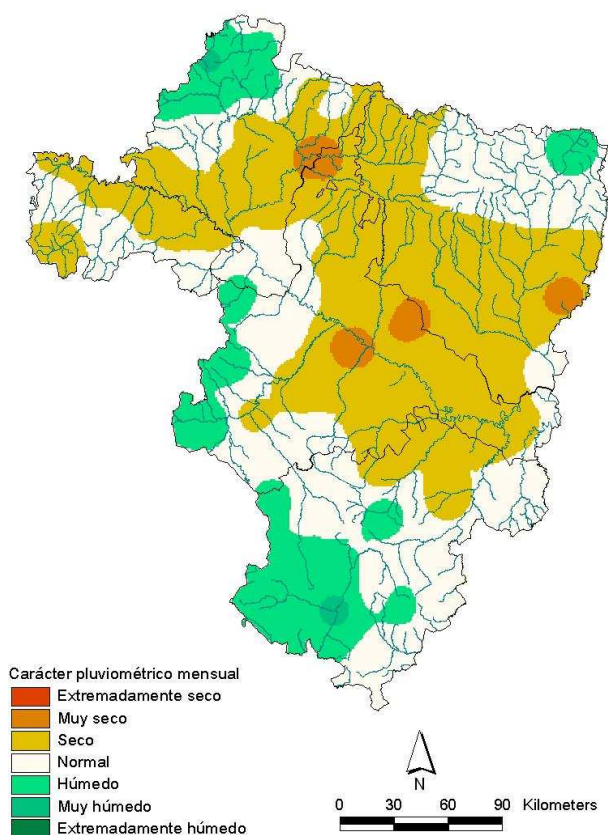 Carácter pluviométrico mensual
Extremadamente seco
Muy seco
Seco
Normal
Húmedo
Muy húmedo
Extremadamente húmedo
N
0 30 60 90 Kilometers